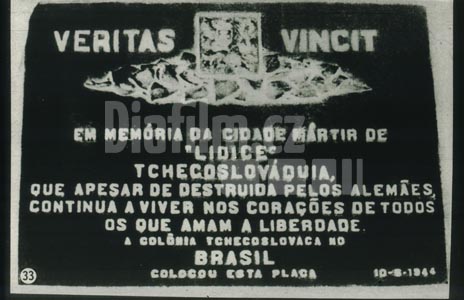 VERITAS VINCIT
EM MEMÓRIA DA CIDADE MÁRTIR DE
"LIDICE"
TCHECOSLOVÁQUIA,
QUE APESAR DE DESTRUIDA PELOS ALEMÃES,
CONTINUA A VIVER NOS CORAÇÕES DE TODOS
OS QUE AMAM A LIBERDADE.
A COLÔNIA TCHECOSLOVACA NO
BRASIL
COLOCOU ESTA PLACA 10-6-1944
33
Diafilm.cz